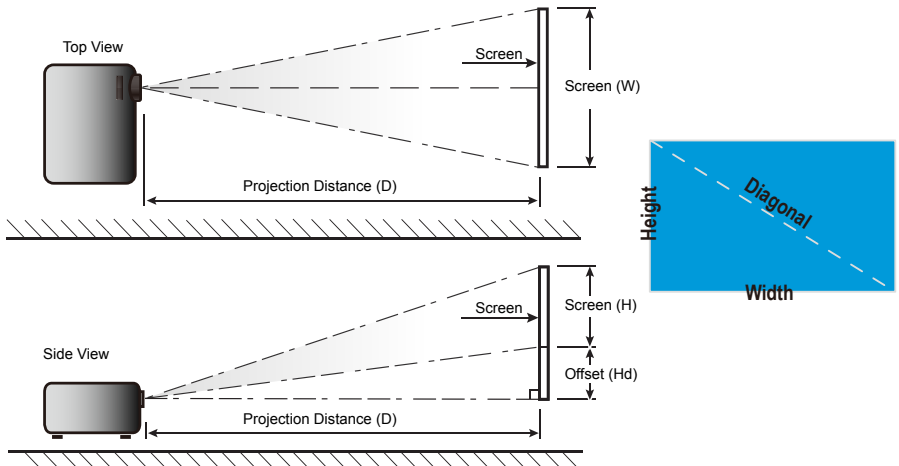 Top View
Screen
Screen (W)
Projection Distance (D)
Height
Diagonal
Width
Screen
Screen (H)
Side View
Offset (Hd)
Projection Distance (D)